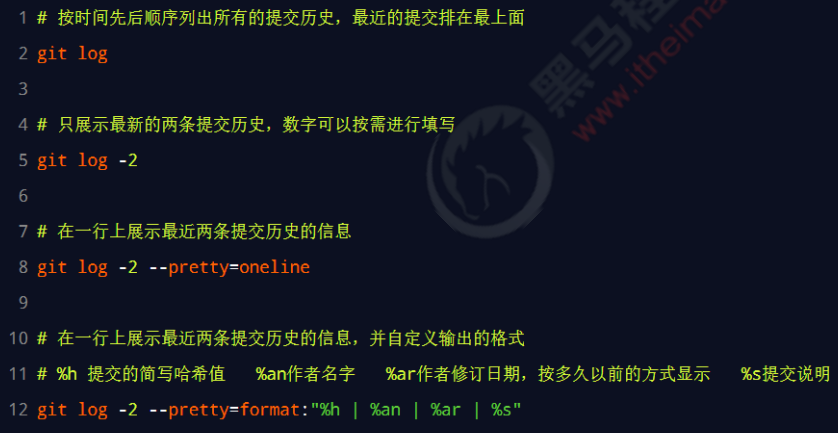 1 # 按时间先后顺序列出所有的提交历史，最近的提交排在最上面
2 git log
3
4 # 只展示最新的两条提交历史，数字可以按需进行填写
5 git log -2
6
7 # 在一行上展示最近两条提交历史的信息
8 git log -2 --pretty=oneline
9
10 # 在一行上展示最近两条提交历史的信息，并自定义输出的格式
11 # %h 提交的简写哈希值   %an作者名字   %ar作者修订日期，按多久以前的方式显示   %s提交说明
12 git log -2 --pretty=format:"%h | %an | %ar | %s"
黑马程
www.itheima